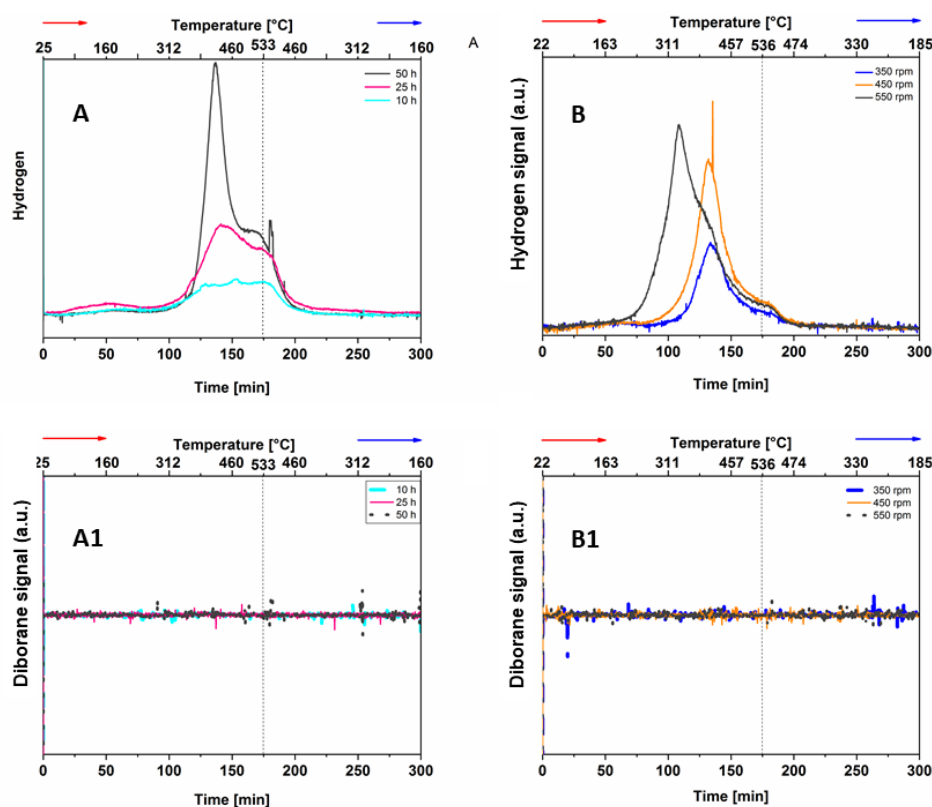 Temperature [°C]
25 160 312 460 533 460 312 160
A
50 h
25 h
10 h
Hydrogen
0 50 100 150 200 250 300
Time [min]
A
Temperature [°C]
22 163 311 457 536 474 330 185
B
350 rpm
450 rpm
550 rpm
Hydrogen signal (a.u.)
0 50 100 150 200 250 300
Time [min]
Temperature [°C]
25 160 312 460 533 460 312 160
A1
10 h
25 h
50 h
Diborane signal (a.u.)
0 50 100 150 200 250 300
Time [min]
Temperature [°C]
22 163 311 457 536 474 330 185
B1
350 rpm
450 rpm
550 rpm
Diborane signal (a.u.)
0 50 100 150 200 250 300
Time [min]